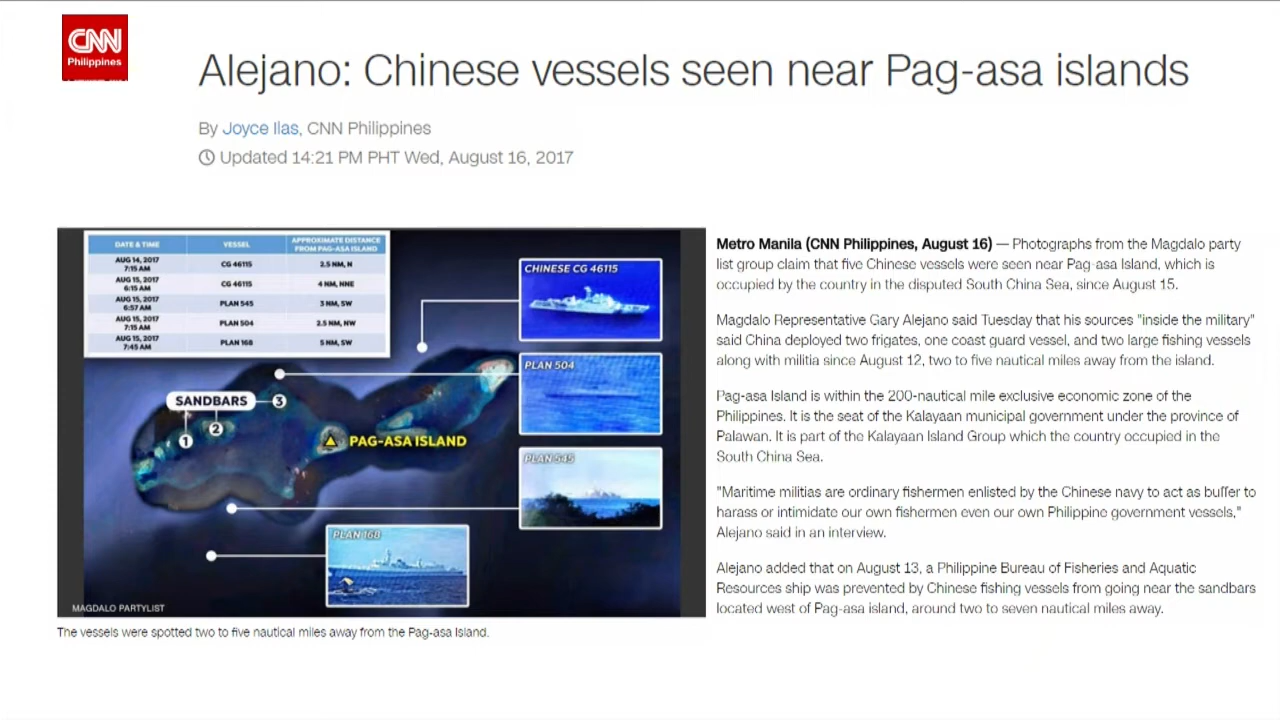 CNN
Philippines
Alejano: Chinese vessels seen near Pag-asa islands
By Joyce Ilas, CNN Philippines
Updated 14:21 PM PHT Wed, August 16, 2017
DATE & TIME VESSEL APPROXIMATE DISTANCE
FROM PAG-ASA ISLAND
AUG 14, 2017
7:15 AM CG 46115 2.5 NM, N
AUG 15, 2017
6:15 AM CG 46115 4 NM, NNE
AUG 15, 2017
6:57 AM PLAN 545 3 NM, SW
AUG 15, 2017
7:15 AM PLAN 504 2.5 NM, NW
AUG 15, 2017
7:45 AM PLAN 168 5 NM, SW
CHINESE CG 46115
PLAN 504
SANDBARS
3
2
1
PAG-ASA ISLAND
PLAN 545
PLAN 168
MAGDALO PARTYLIST
The vessels were spotted two to five nautical miles away from the Pag-asa Island.
Metro Manila (CNN Philippines, August 16) — Photographs from the Magdalo party
list group claim that five Chinese vessels were seen near Pag-asa Island, which is
occupied by the country in the disputed South China Sea, since August 15.
Magdalo Representative Gary Alejano said Tuesday that his sources "inside the military"
said China deployed two frigates, one coast guard vessel, and two large fishing vessels
along with militia since August 12, two to five nautical miles away from the island.
Pag-asa Island is within the 200-nautical mile exclusive economic zone of the
Philippines. It is the seat of the Kalayaan municipal government under the province of
Palawan. It is part of the Kalayaan Island Group which the country occupied in the
South China Sea.
"Maritime militias are ordinary fishermen enlisted by the Chinese navy to act as buffer to
harass or intimidate our own fishermen even our own Philippine government vessels,"
Alejano said in an interview.
Alejano added that on August 13, a Philippine Bureau of Fisheries and Aquatic
Resources ship was prevented by Chinese fishing vessels from going near the sandbars
located west of Pag-asa island, around two to seven nautical miles away.